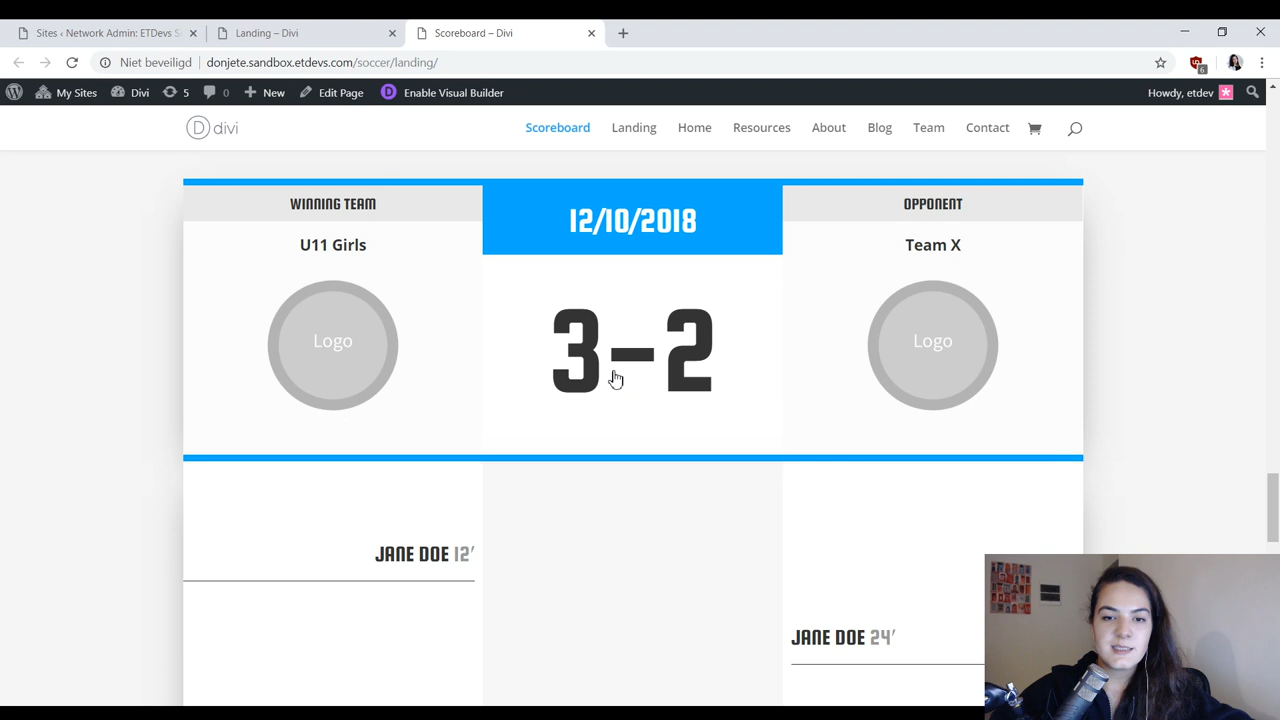 Sites ‹ Network Admin: ETDevs S
Landing – Divi
Scoreboard – Divi
Niet beveiligd
donjete.sandbox.etdevs.com/soccer/landing/
6
My Sites
Divi
5
0
New
Edit Page
D
Enable Visual Builder
Howdy, etdev
D divi
Scoreboard
Landing
Home
Resources
About
Blog
Team
Contact
WINNING TEAM
12/10/2018
OPPONENT
U11 Girls
Team X
Logo
3-2
Logo
JANE DOE 12'
JANE DOE 24'